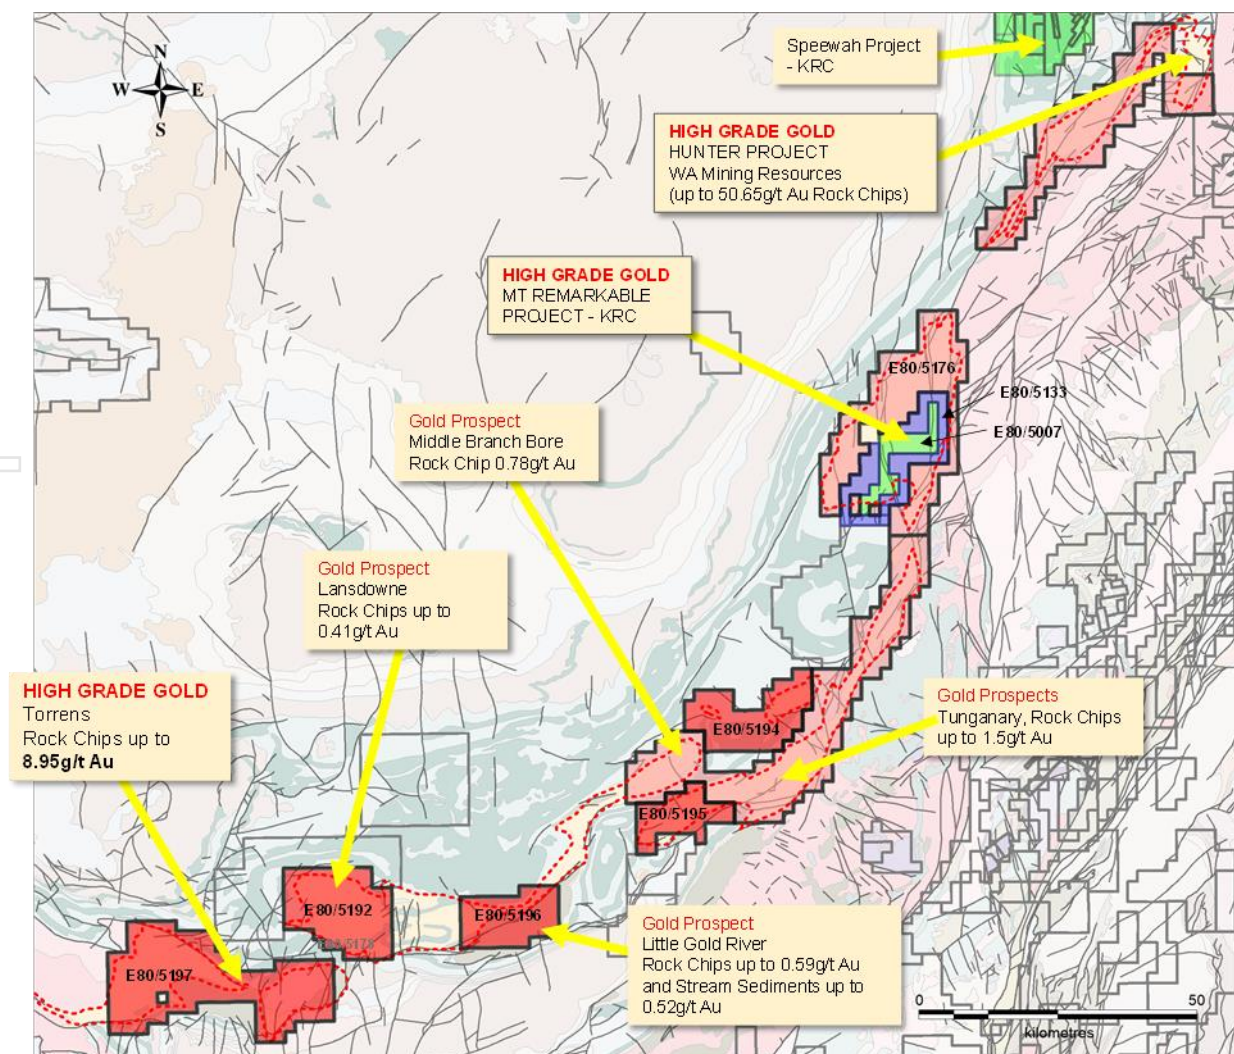 N
W E
S
Speewah Project
- KRC
HIGH GRADE GOLD
HUNTER PROJECT
WA Mining Resources
(up to 50.65g/t Au Rock Chips)
HIGH GRADE GOLD
MT REMARKABLE
PROJECT - KRC
E80/5176
E80/5133
E80/5007
Gold Prospect
Middle Branch Bore
Rock Chip 0.78g/t Au
Gold Prospect
Lansdowne
Rock Chips up to
0.41g/t Au
HIGH GRADE GOLD
Torrens
Rock Chips up to
8.95g/t Au
Gold Prospects
Tunganary, Rock Chips
up to 1.5g/t Au
E80/5194
E80/5195
E80/5192
E80/5196
E80/5197
Gold Prospect
Little Gold River
Rock Chips up to 0.59g/t Au
and Stream Sediments up to
0.52g/t Au
0 50
kilometres